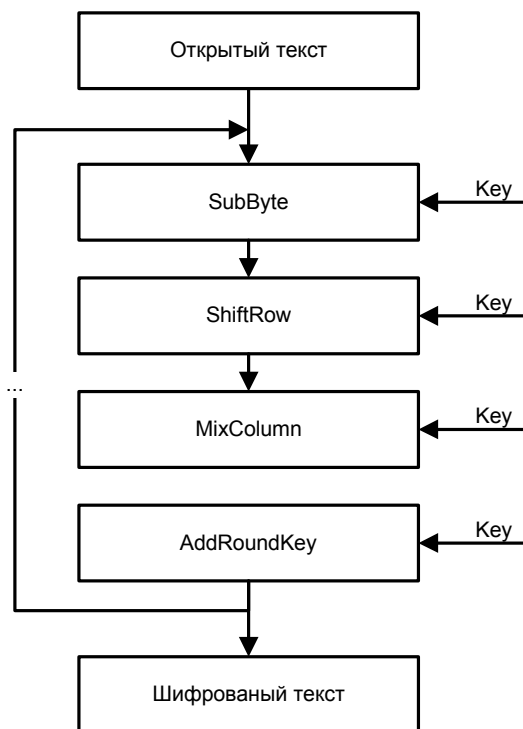 Открытый текст
SubByte
Key
ShiftRow
Key
...
MixColumn
Key
AddRoundKey
Key
Шифрованый текст